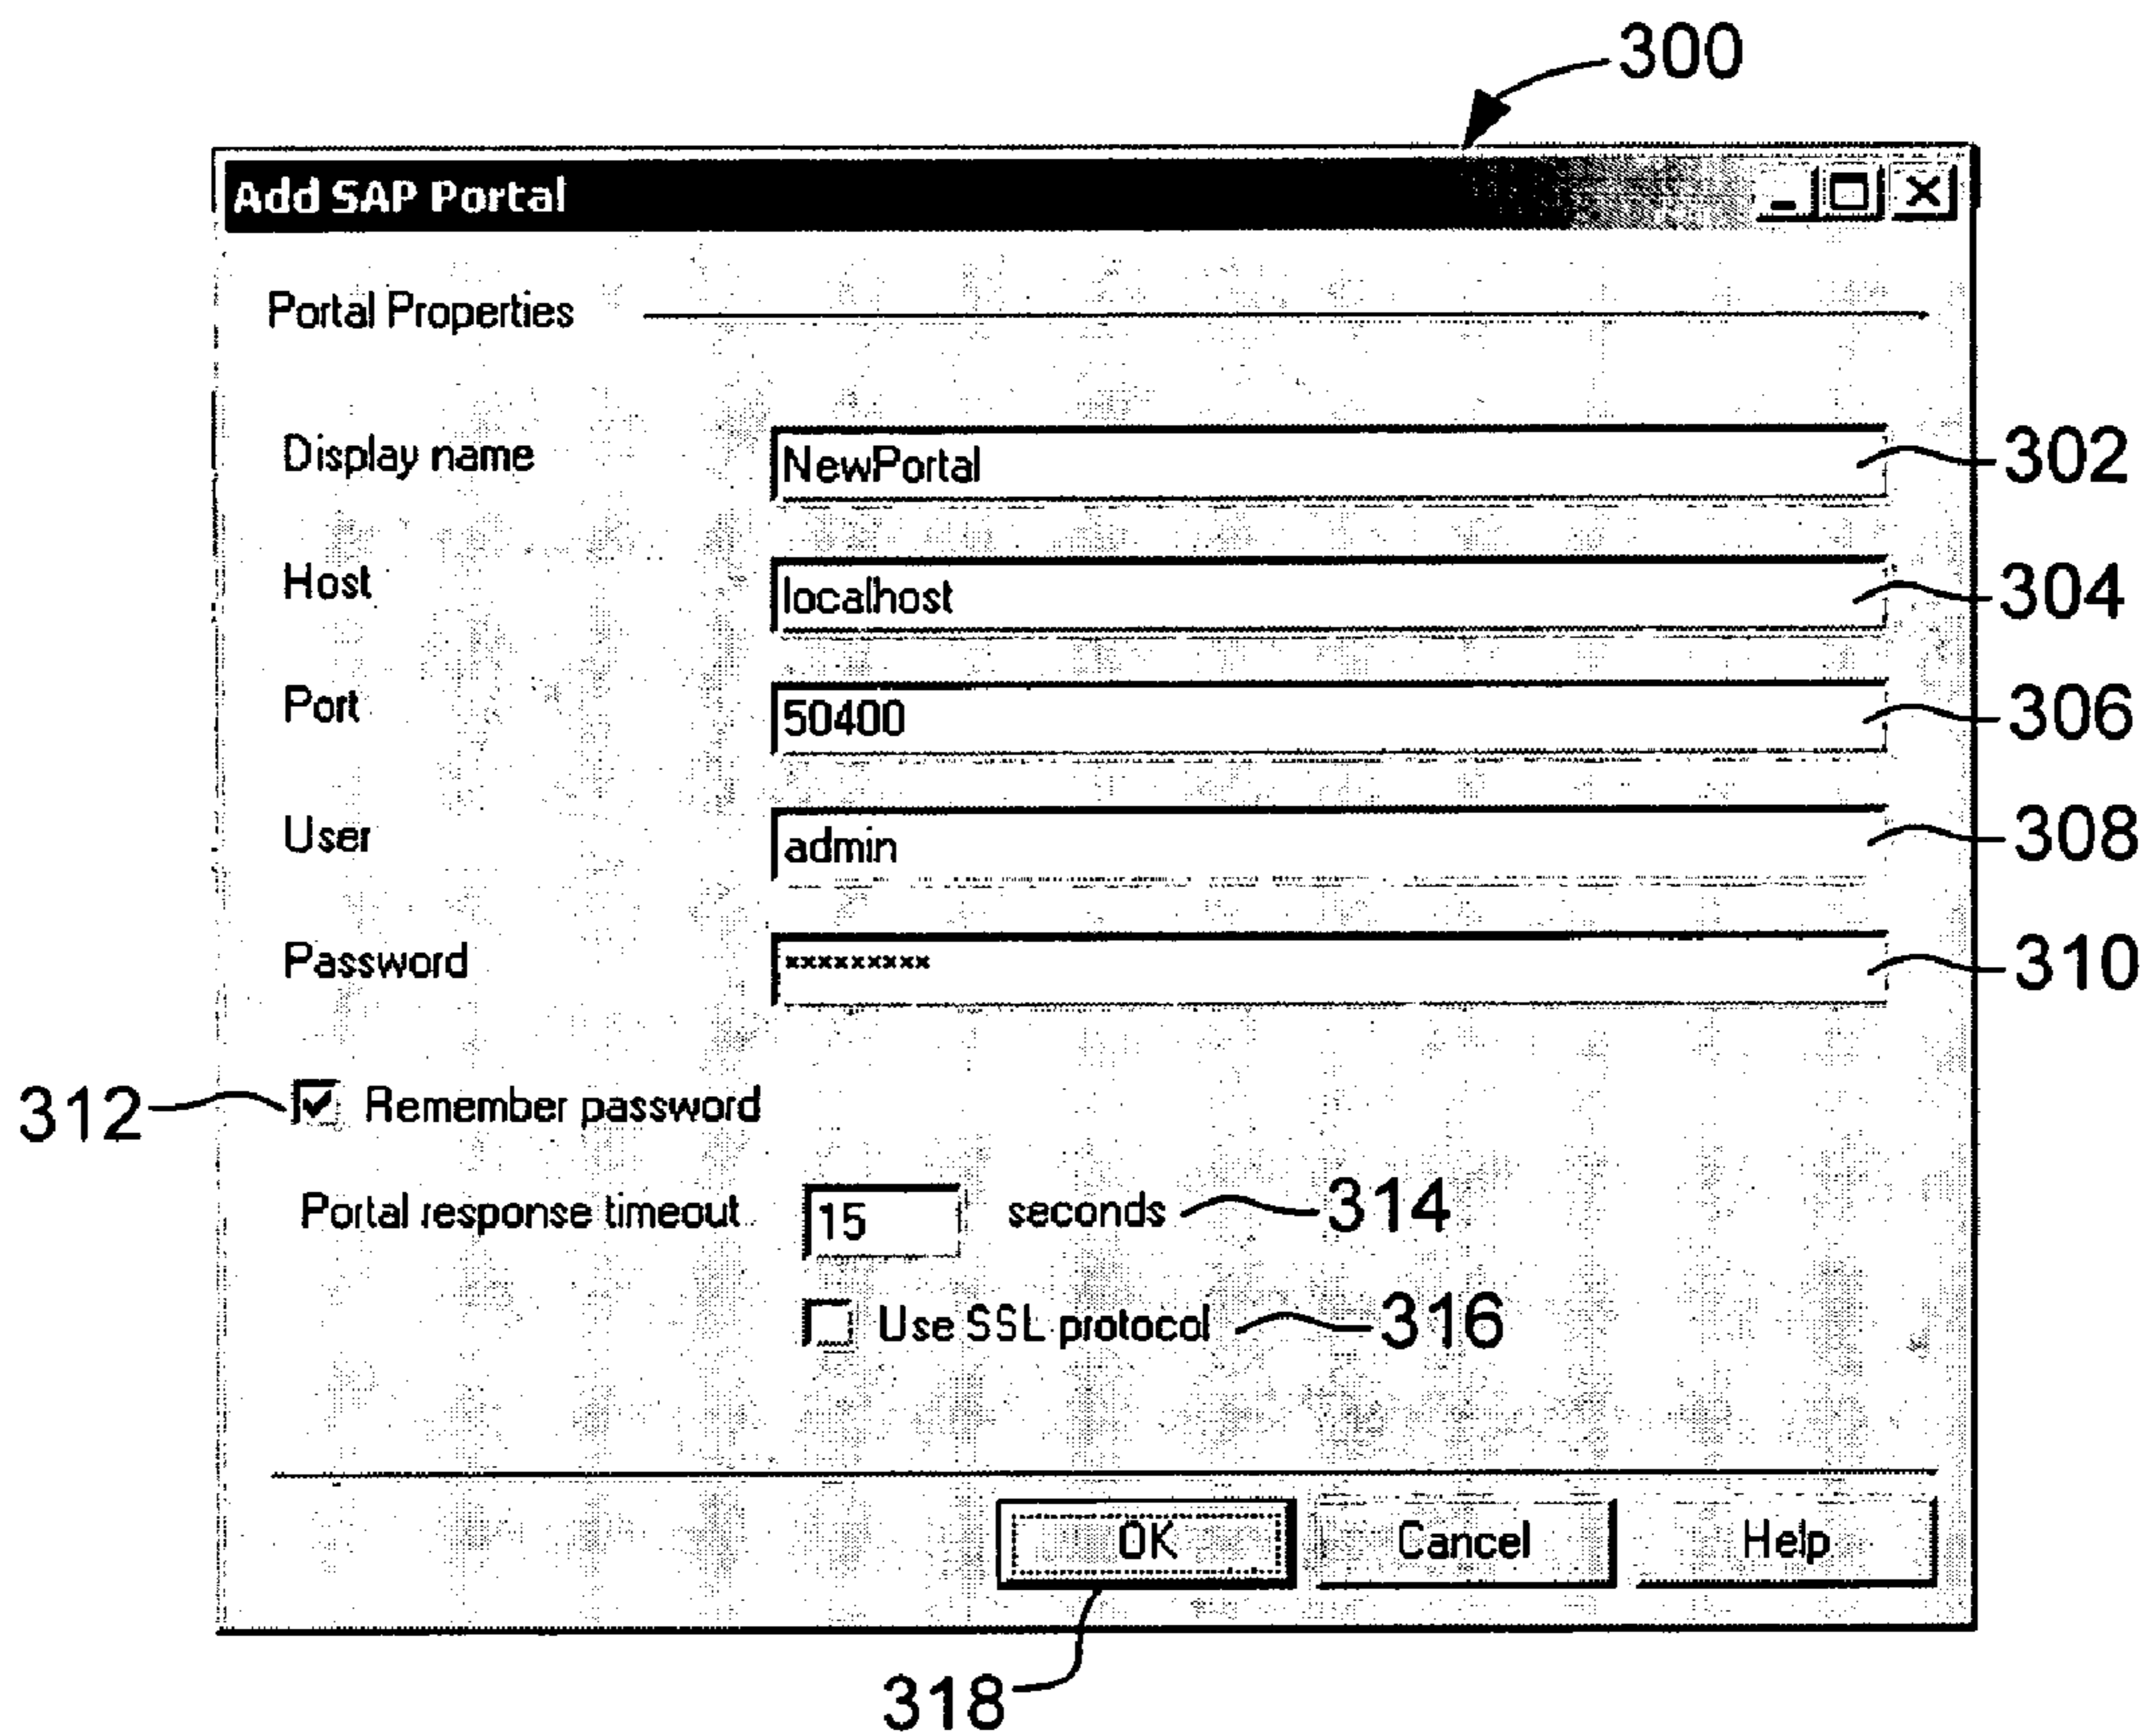 300
Add SAP Portal
Portal Properties
Display name NewPortal 302
Host localhost 304
Port 50400 306
User admin 308
Password ××××××××× 310
312 Remember password
Portal response timeout 15 seconds 314
Use SSL protocol 316
OK Cancel Help
318